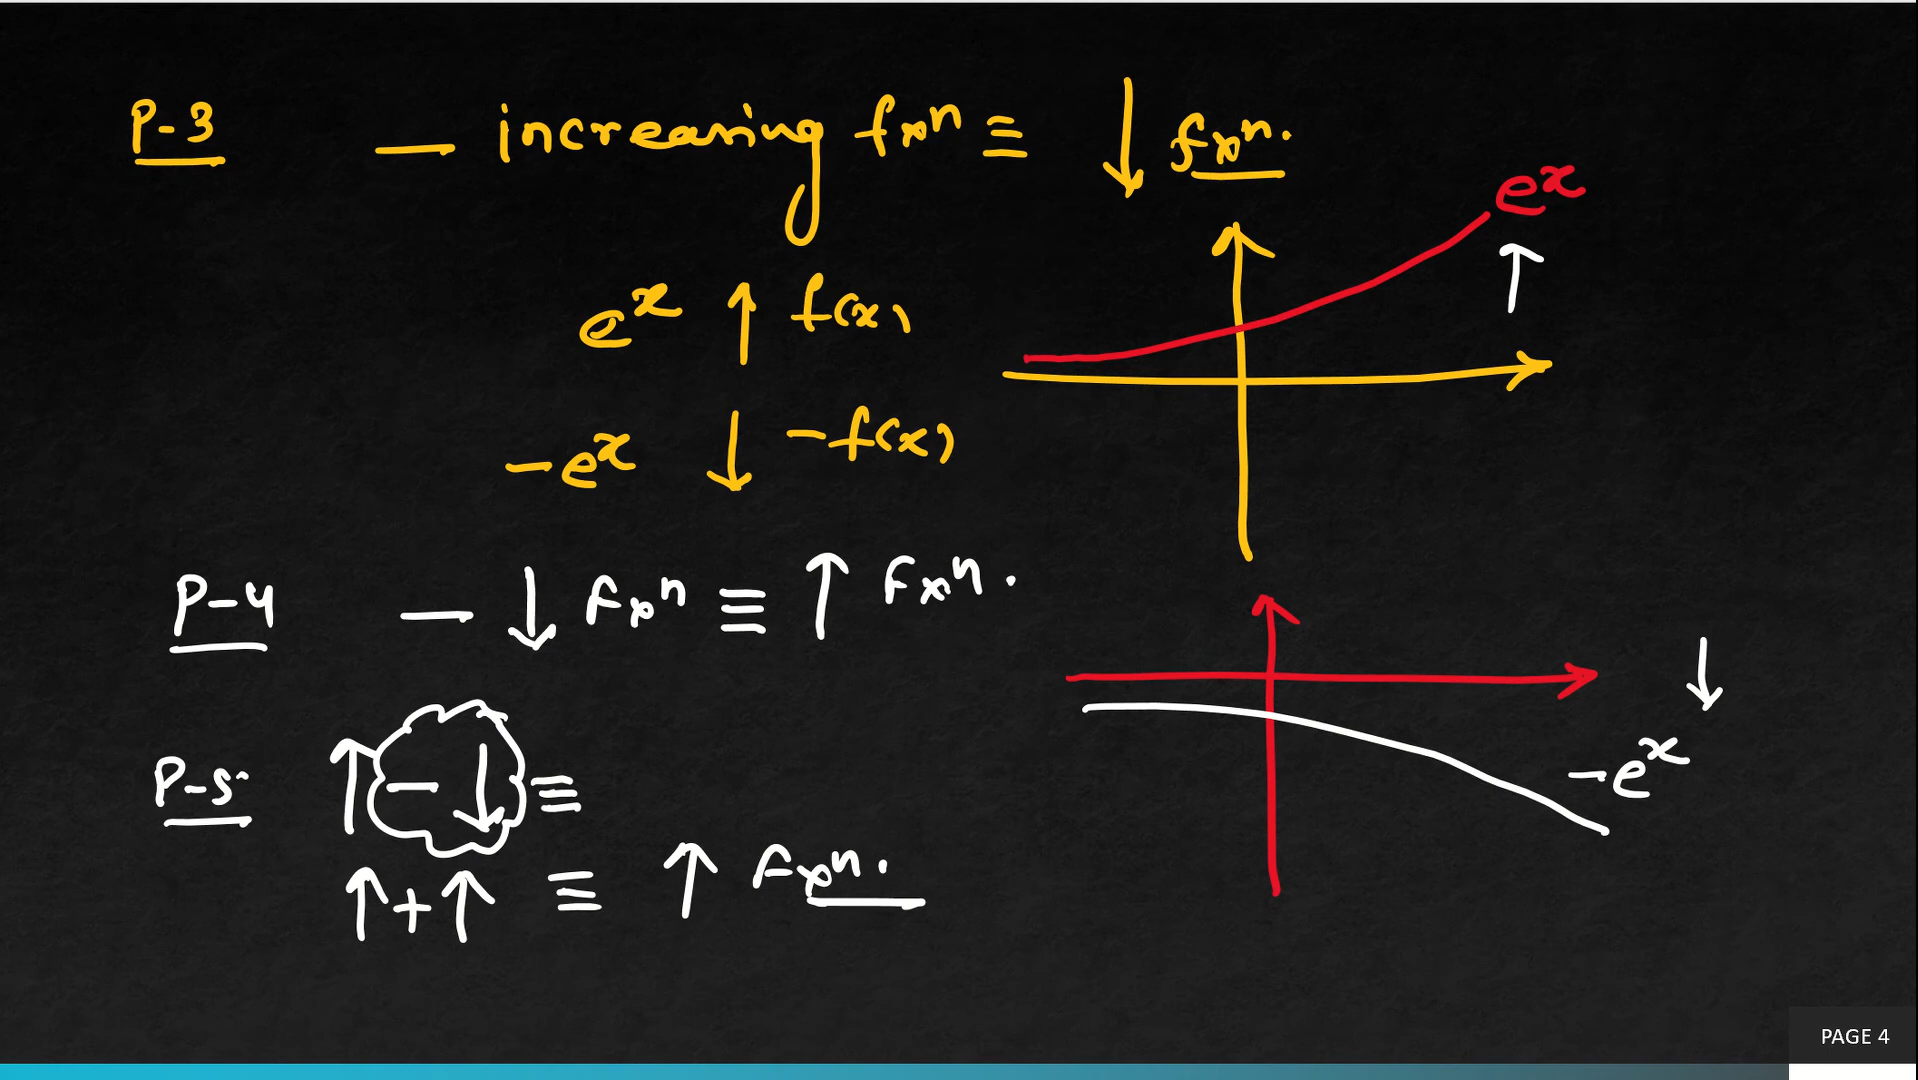 P-3 — increasing fxn ≡ ↓ fxn.
e^x
↑
e^x ↑ f(x)
-e^x ↓ -f(x)
P-4 — ↓ fxn ≡ ↑ fxn.
↓
-e^x
P-5 ↑ - ↓ ≡
↑ + ↑ ≡ ↑ fxn.
PAGE 4